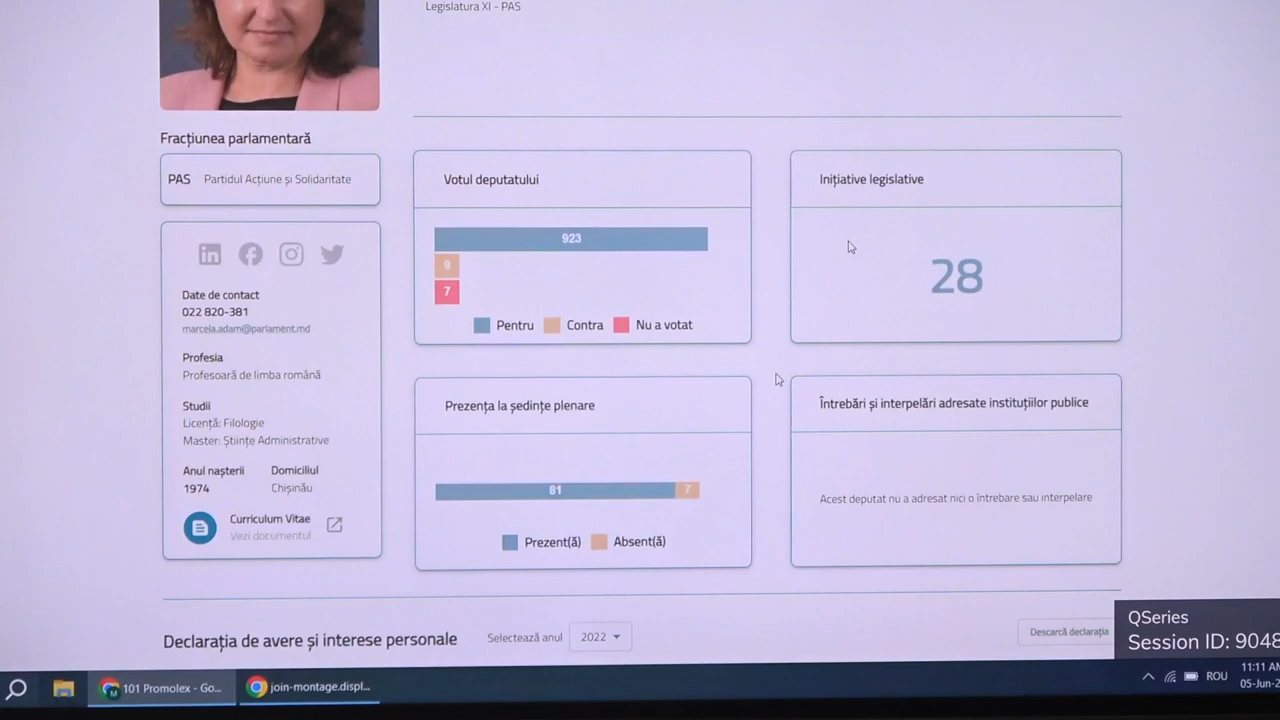 Legislatura XI - PAS
Fracțiunea parlamentară
PAS Partidul Acțiune și Solidaritate
Date de contact
022 820-381
marcela.adam@parlament.md
Profesia
Profesoară de limba română
Studii
Licență: Filologie
Master: Științe Administrative
Anul nașterii Domiciliul
1974 Chișinău
Curriculum Vitae
Vezi documentul
Votul deputatului
923
9
7
Pentru Contra Nu a votat
Inițiative legislative
28
Prezența la ședințe plenare
81 7
Prezent(ă) Absent(ă)
Întrebări și interpelări adresate instituțiilor publice
Acest deputat nu a adresat nici o întrebare sau interpelare
Declarația de avere și interese personale Selectează anul 2022 Descarcă declarația
QSeries
Session ID: 9048
101 Promolex - Go... join-montage.displ... ROU
11:11 AM
05-Jun-2